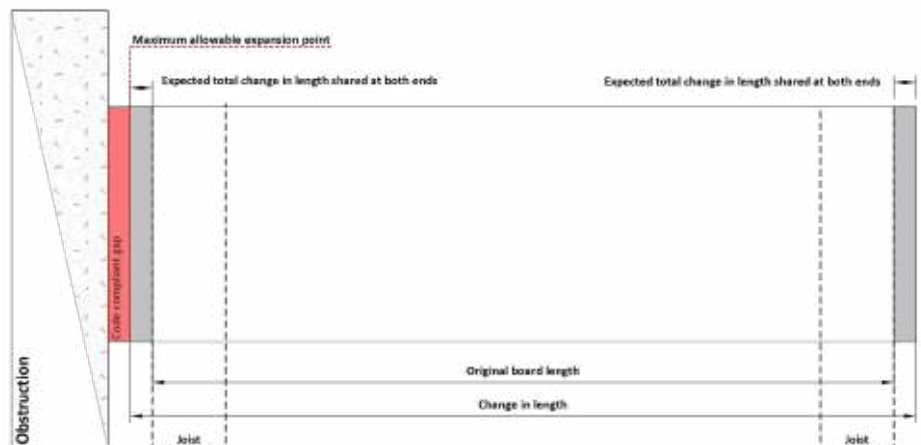 Maximum allowable expansion point
Expected total change in length shared at both ends
Expected total change in length shared at both ends
Code compliant gap
Original board length
Change in length
Obstruction
Joist
Joist